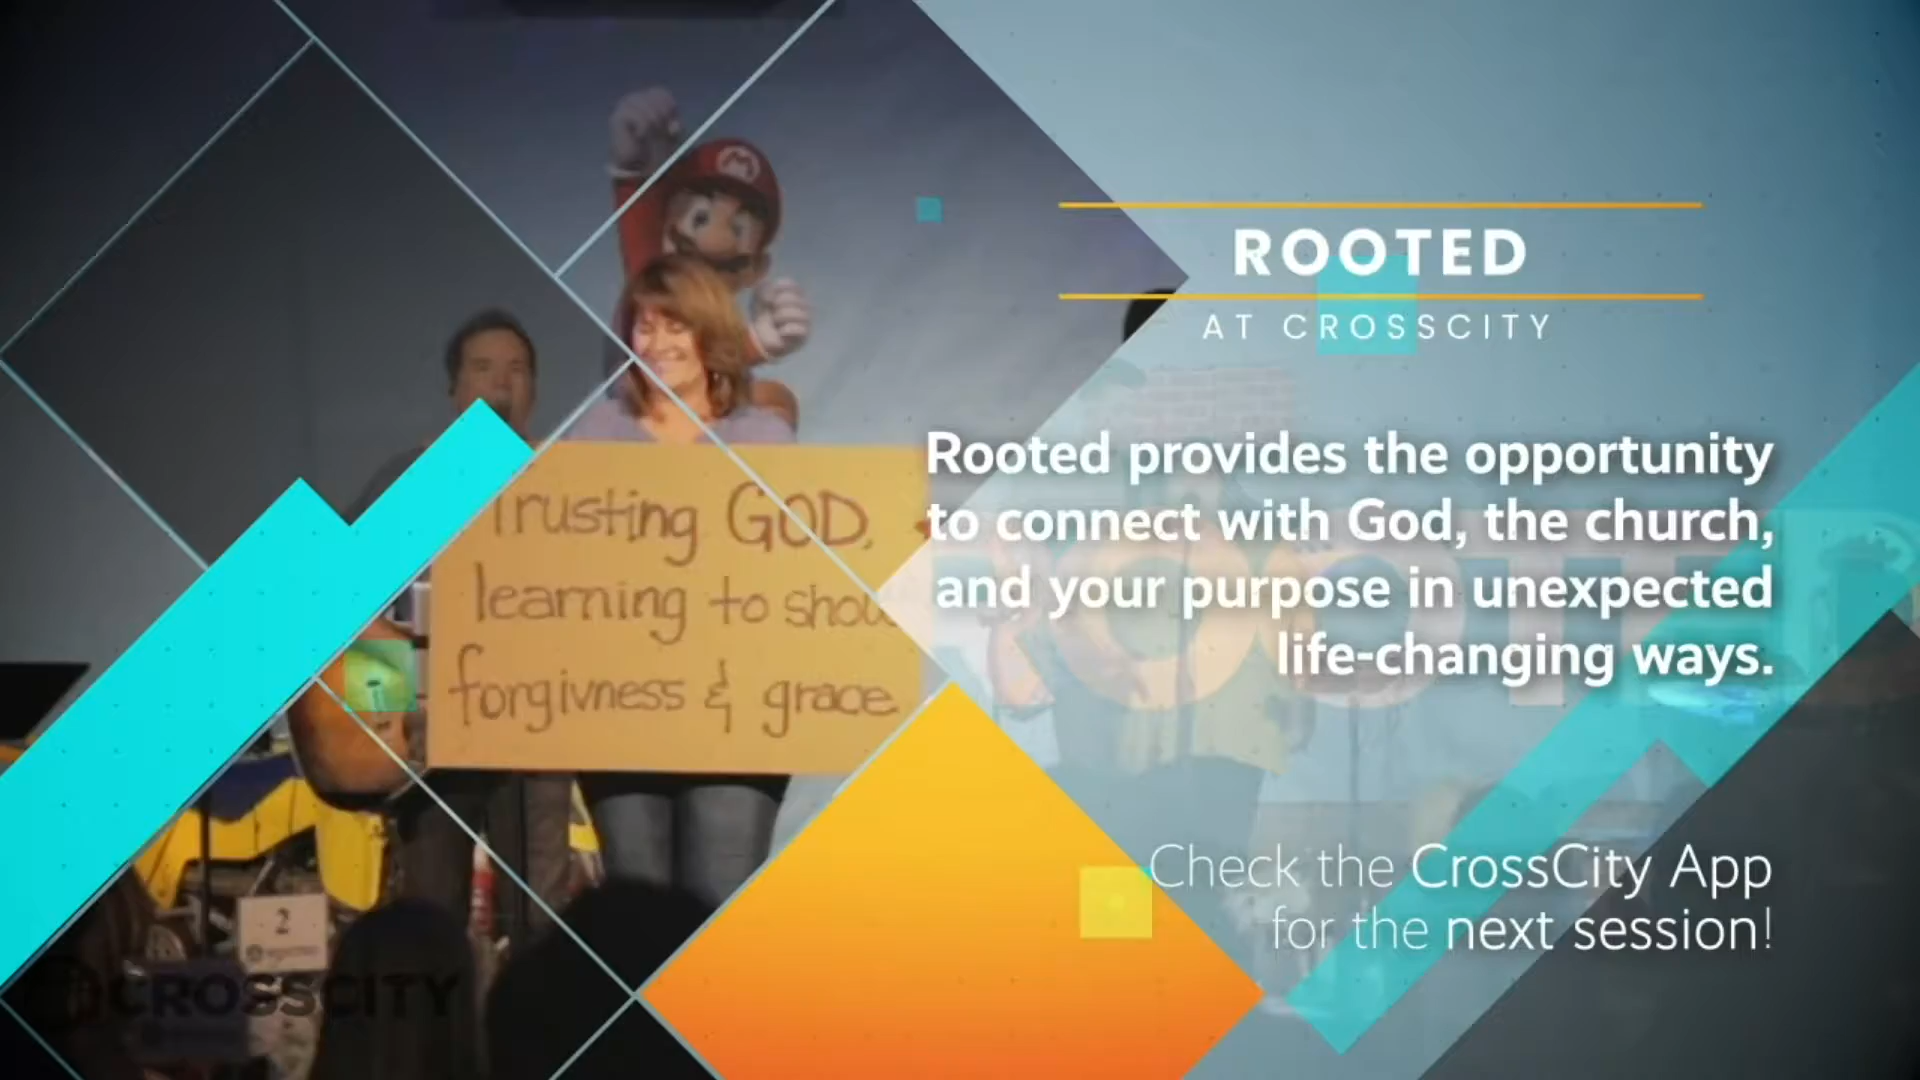 ROOTED
AT CROSSCITY
Rooted provides the opportunity
to connect with God, the church,
and your purpose in unexpected
life-changing ways.
Check the CrossCity App
for the next session!
Trusting GOD,
learning to
forgivness & grace
M
2
CROSSCITY
ROOTED